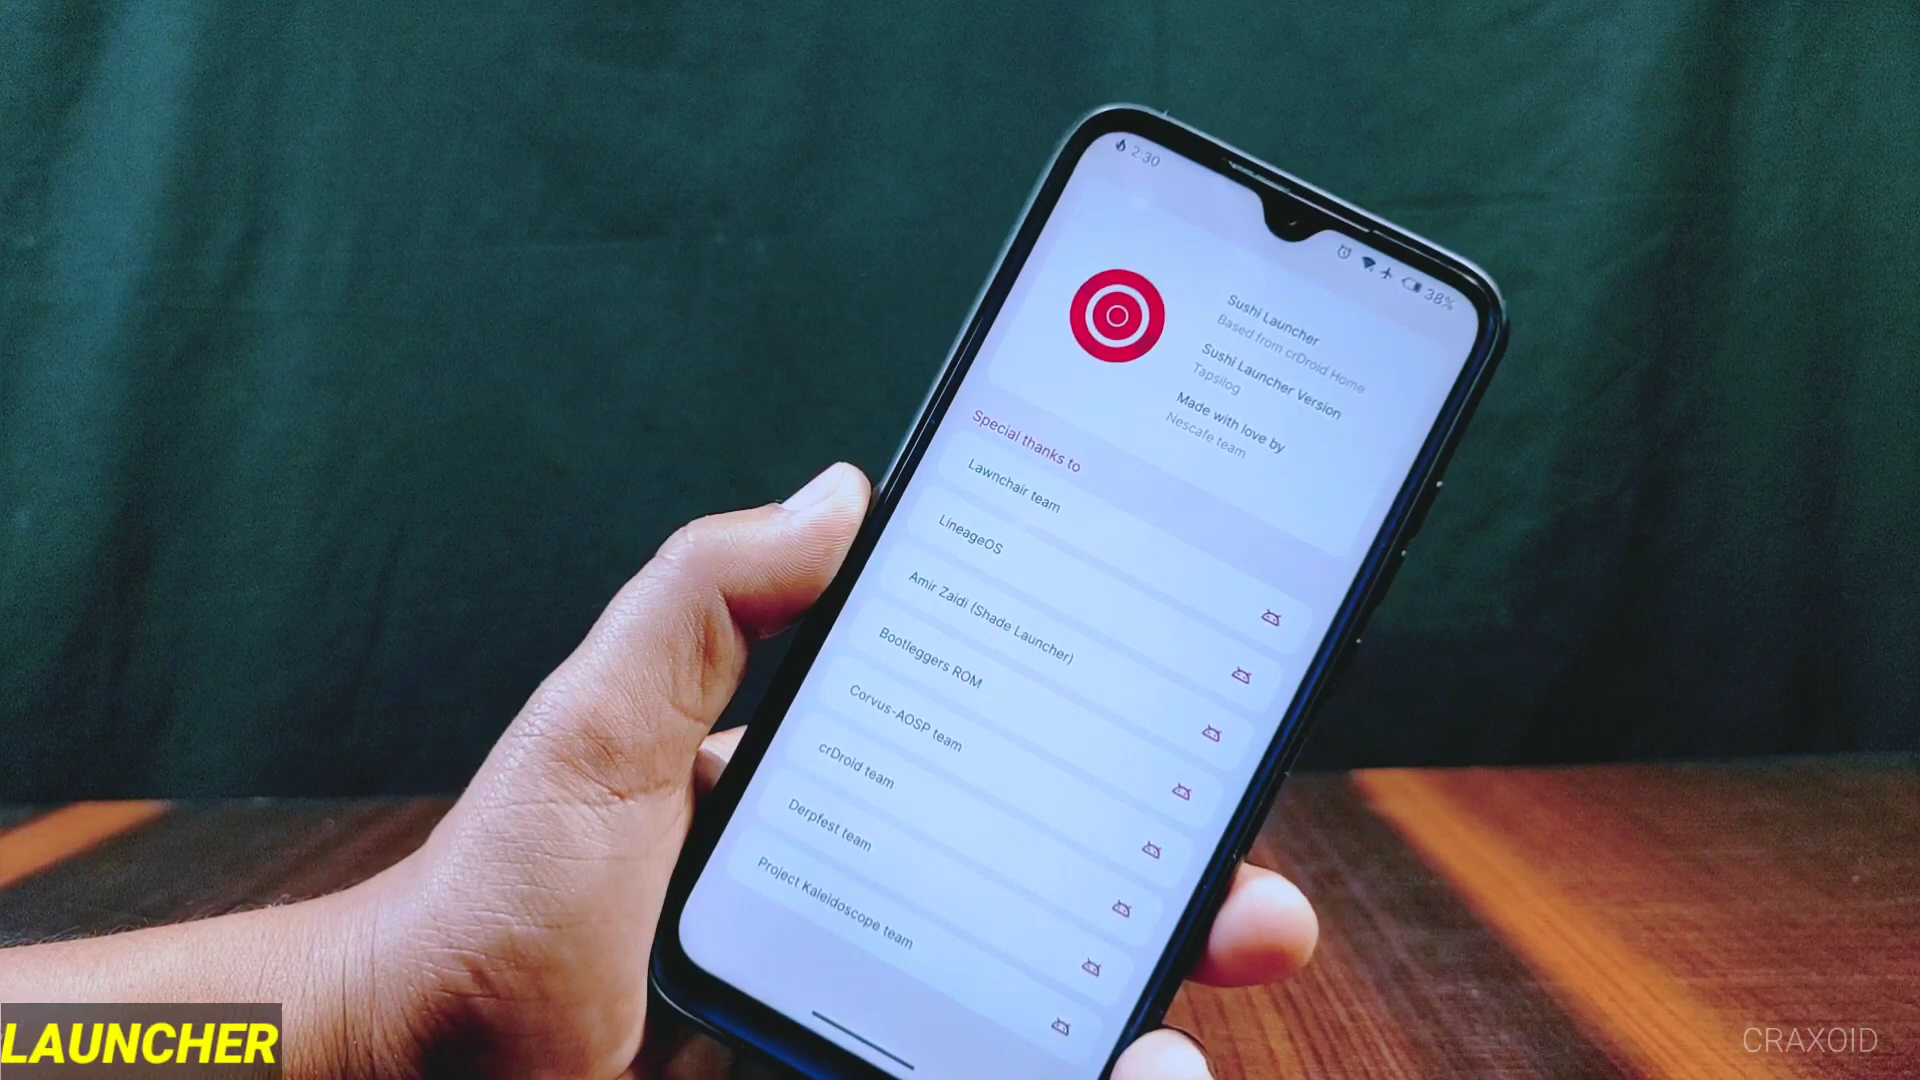 2:30
38%
Sushi Launcher
Based from crDroid Home
Sushi Launcher Version
Tapsilog
Made with love by
Nescafe team
Special thanks to
Lawnchair team
LineageOS
Amir Zaidi (Shade Launcher)
Bootleggers ROM
Corvus-AOSP team
crDroid team
Derpfest team
Project Kaleidoscope team
LAUNCHER
CRAXOID